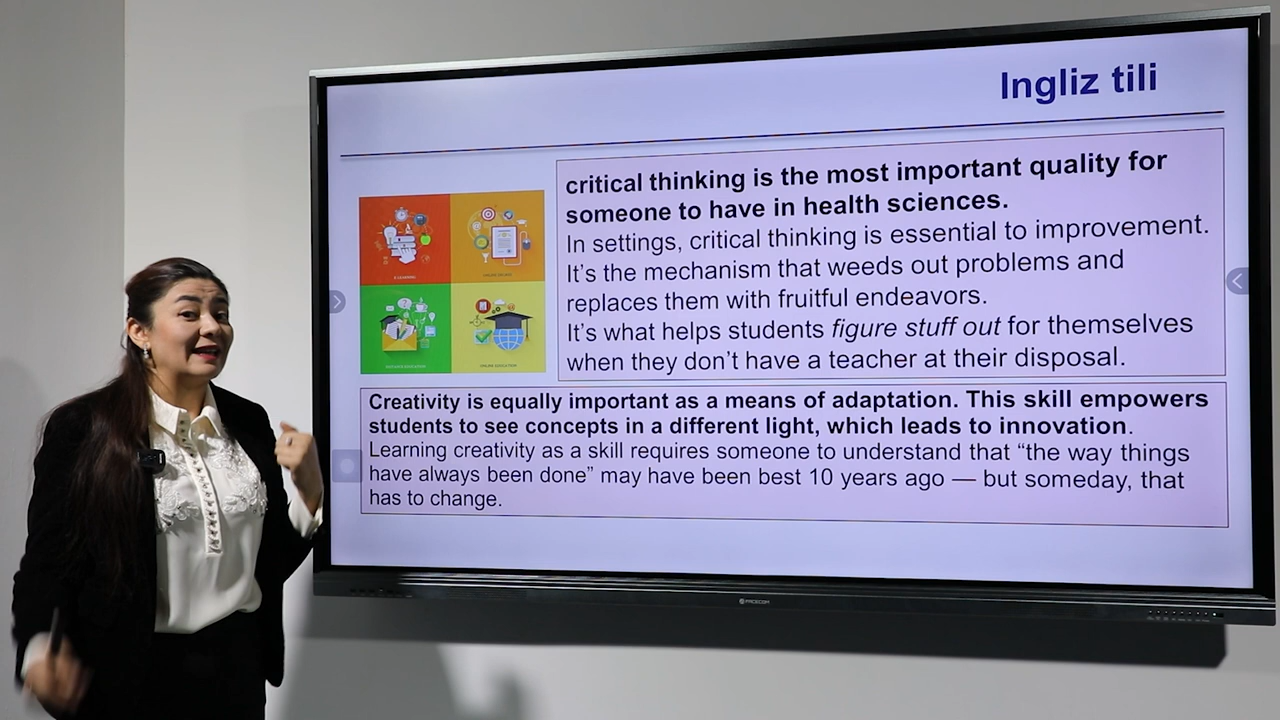 Ingliz tili
critical thinking is the most important quality for
someone to have in health sciences.
In settings, critical thinking is essential to improvement.
It's the mechanism that weeds out problems and
replaces them with fruitful endeavors.
It's what helps students figure stuff out for themselves
when they don't have a teacher at their disposal.
E-LEARNING
DISTANCE EDUCATION
ONLINE EDUCATION
Creativity is equally important as a means of adaptation. This skill empowers
students to see concepts in a different light, which leads to innovation.
Learning creativity as a skill requires someone to understand that “the way things
have always been done” may have been best 10 years ago — but someday, that
has to change.